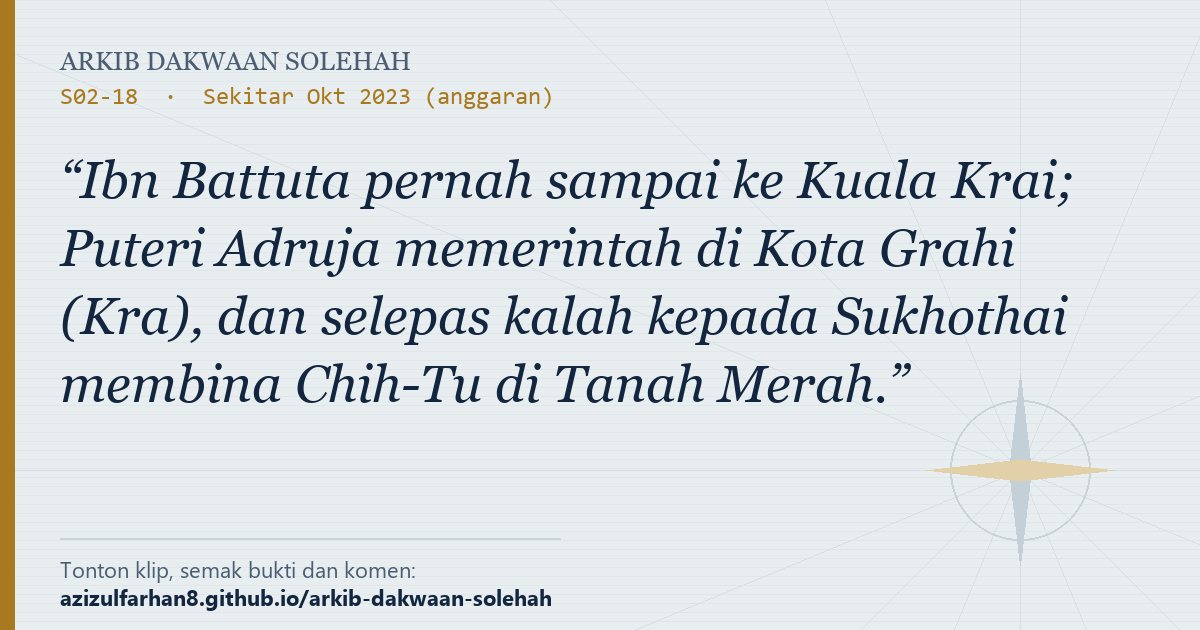 ARKIB DAKWAAN SOLEHAH
S02-18 · Sekitar Okt 2023 (anggaran)
“Ibn Battuta pernah sampai ke Kuala Krai;
Puteri Adruja memerintah di Kota Grahi
(Kra), dan selepas kalah kepada Sukhothai
membina Chih-Tu di Tanah Merah.”
Tonton klip, semak bukti dan komen:
azizulfarhan8.github.io/arkib-dakwaan-solehah